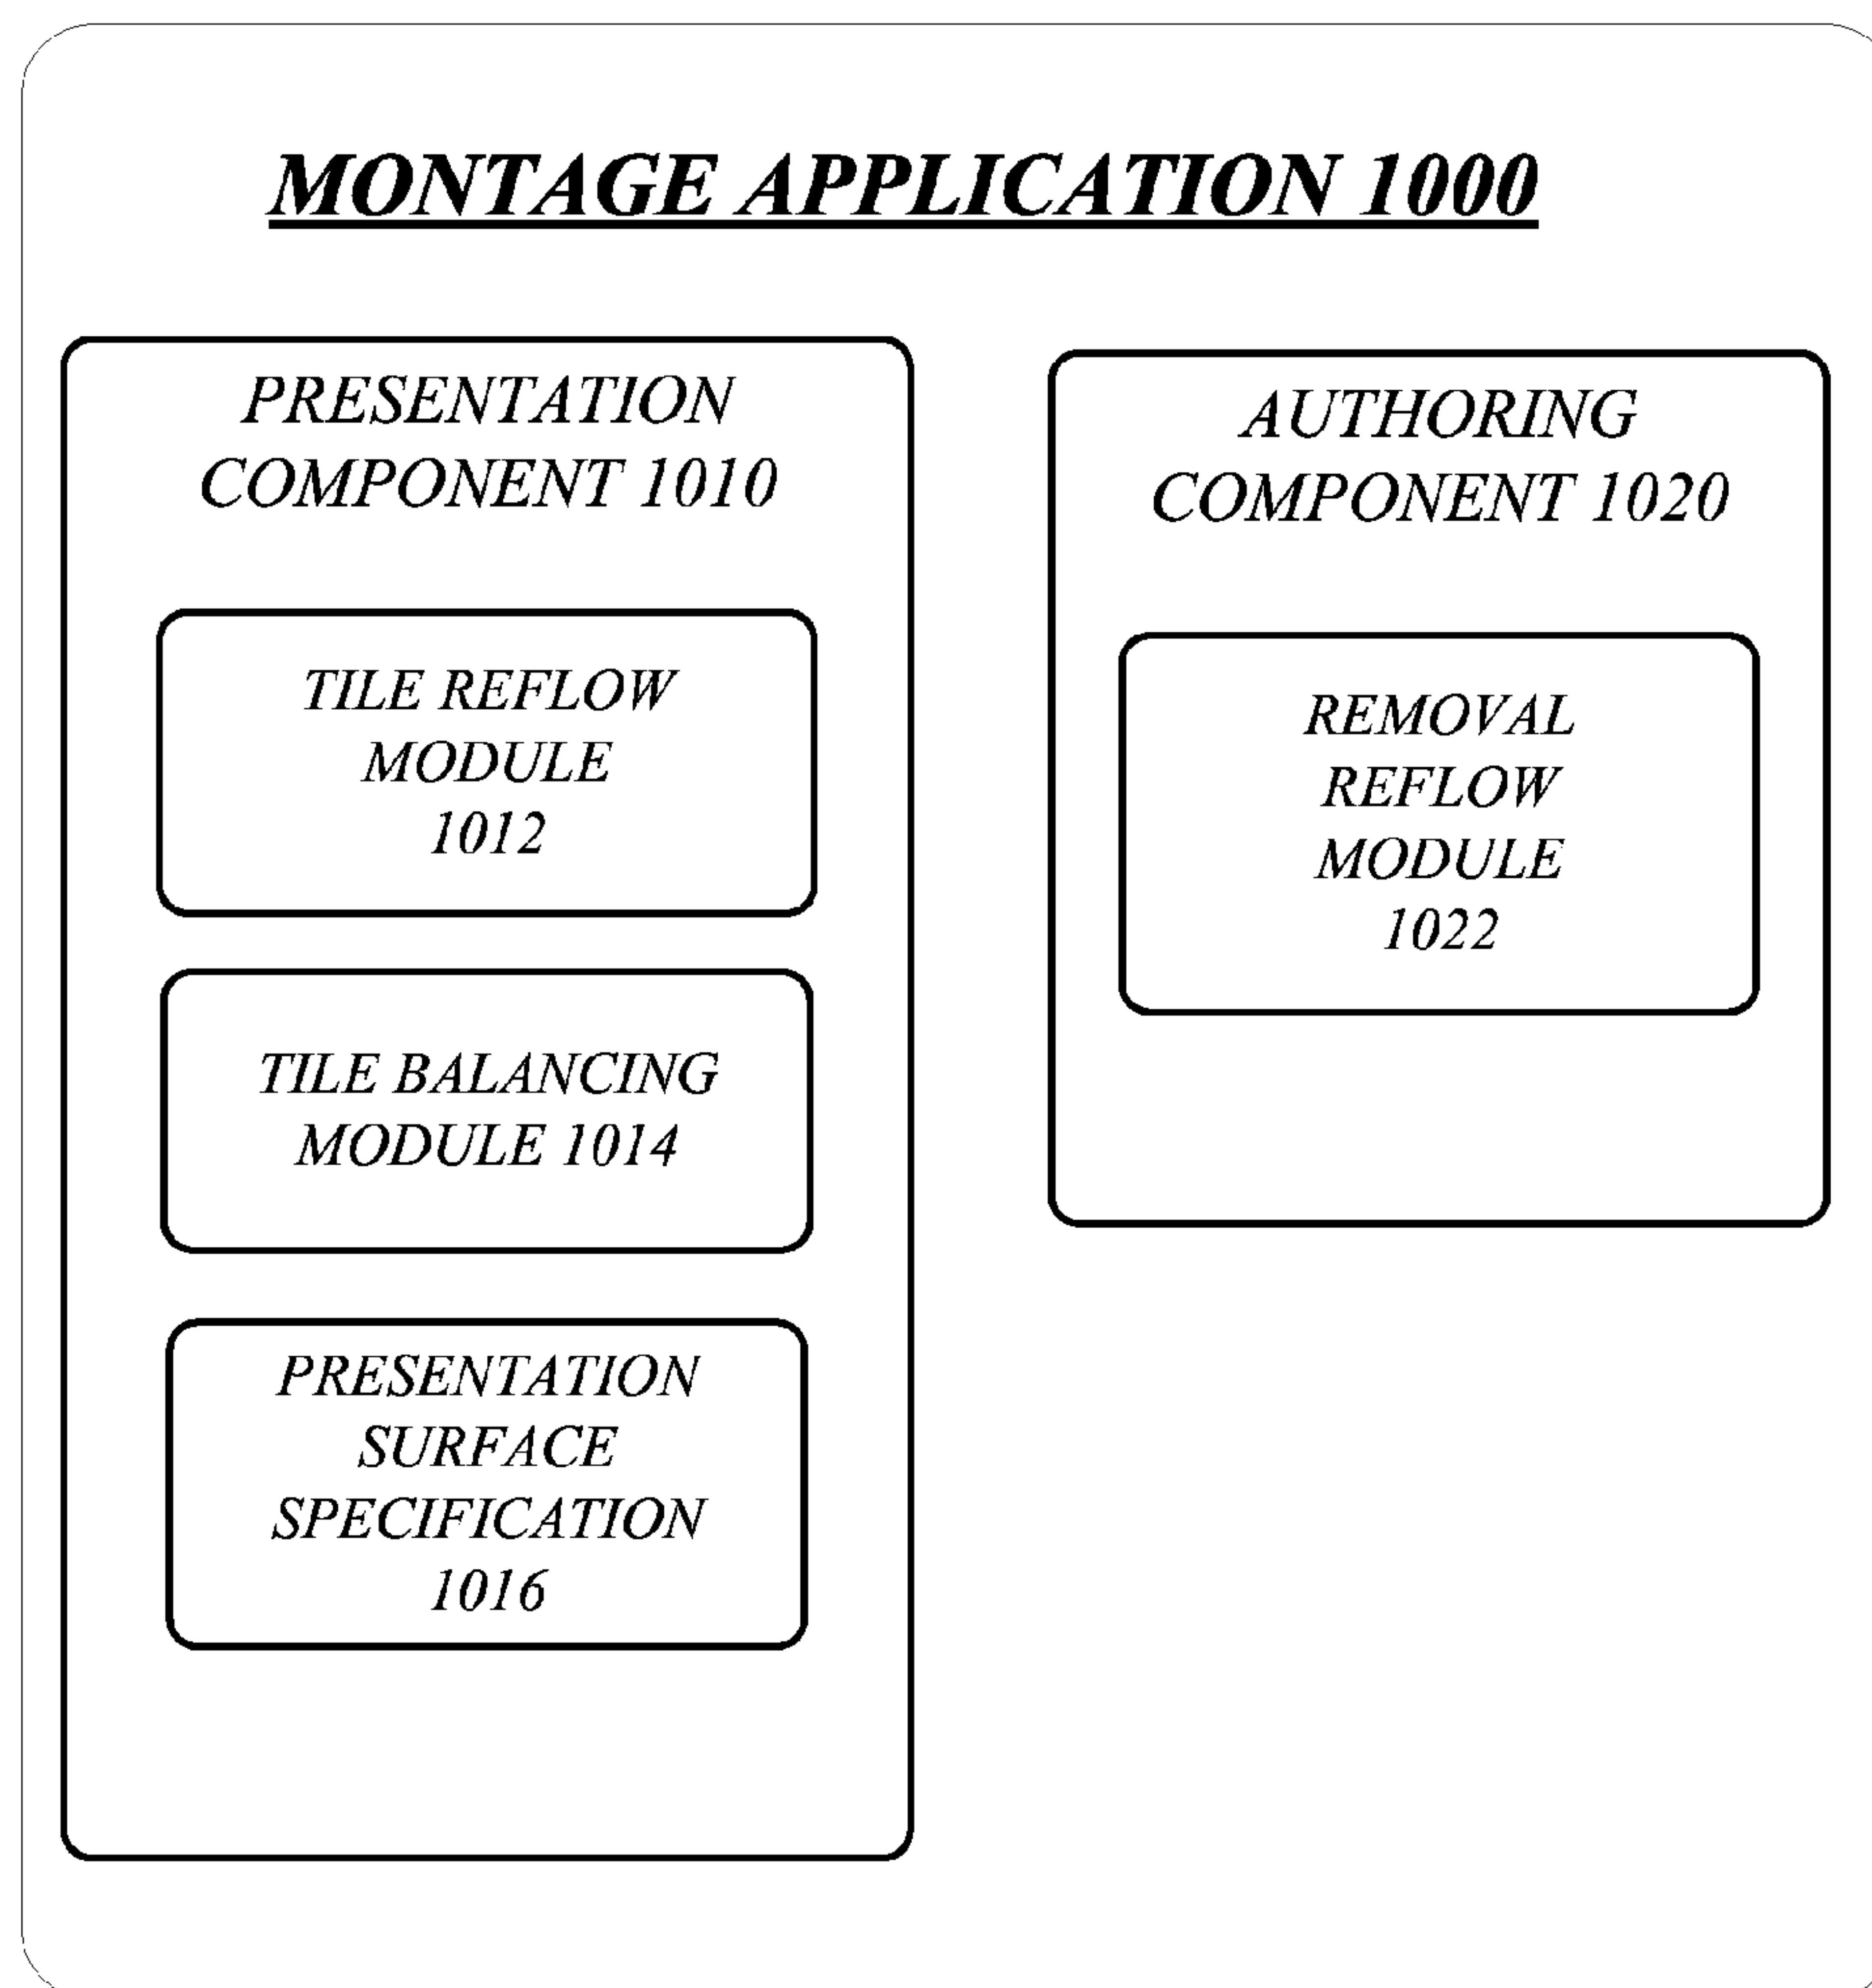 MONTAGE APPLICATION 1000
PRESENTATION
COMPONENT 1010
TILE REFLOW
MODULE
1012
TILE BALANCING
MODULE 1014
PRESENTATION
SURFACE
SPECIFICATION
1016
AUTHORING
COMPONENT 1020
REMOVAL
REFLOW
MODULE
1022